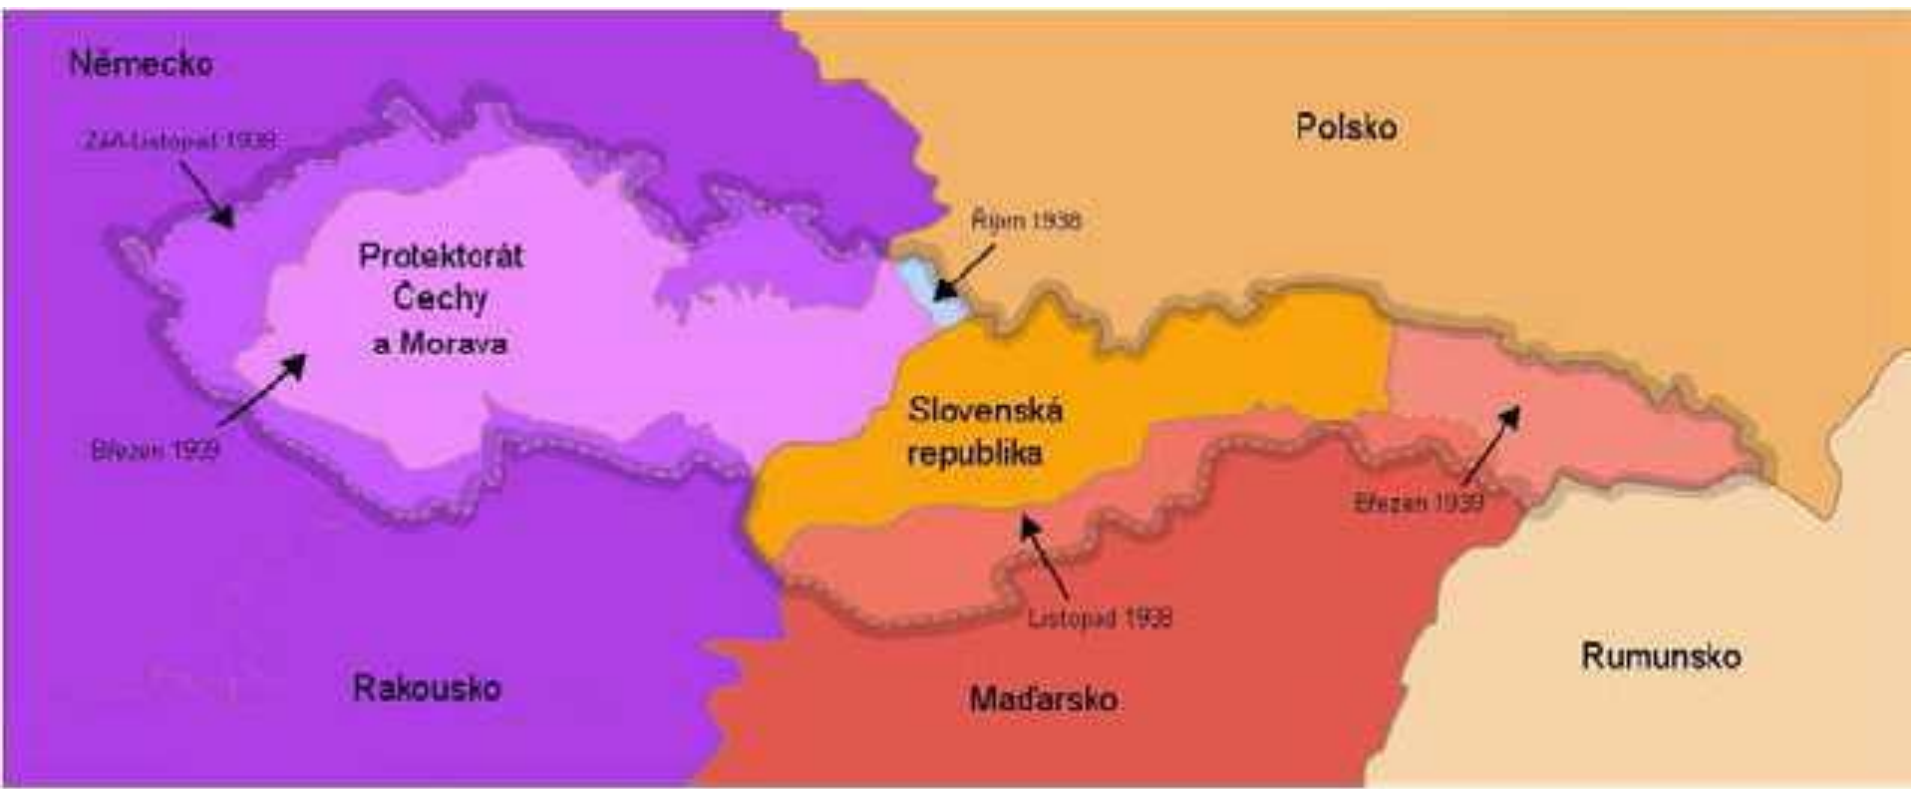 Německo
Polsko
Září-Listopad 1938
Říjen 1938
Protektorát
Čechy
a Morava
Slovenská
republika
Březen 1939
Březen 1939
Listopad 1938
Rakousko
Maďarsko
Rumunsko